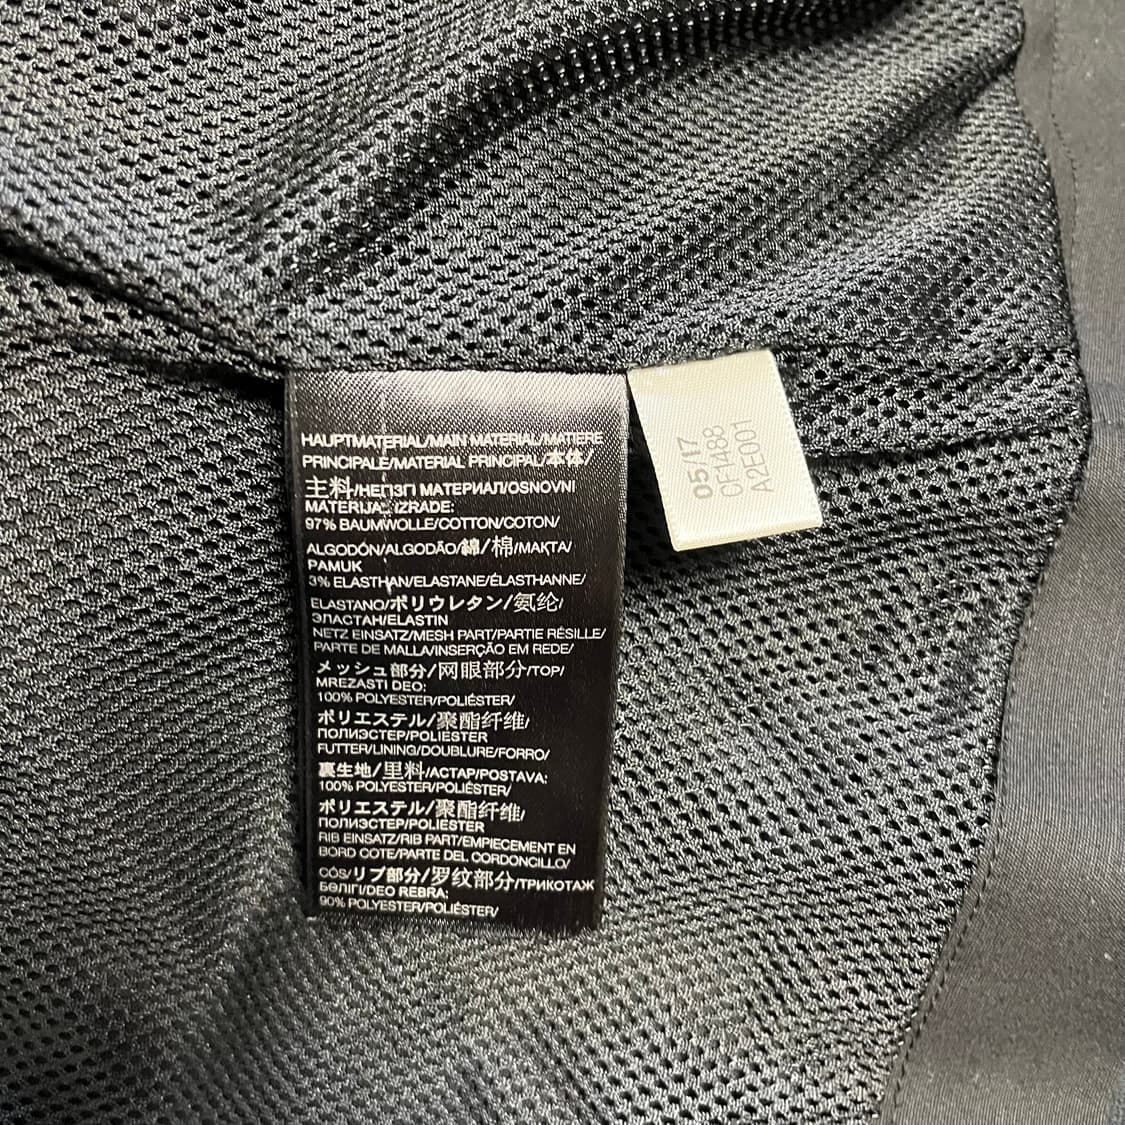 HAUPTMATERIAL/MAIN MATERIAL/MATIERE
PRINCIPALE/MATERIAL PRINCIPAL/本体/
主料/НЕГІЗГІ МАТЕРИАЛ/OSNOVNI
MATERIJAL IZRADE:
97% BAUMWOLLE/COTTON/COTON/
ALGODÓN/ALGODÃO/綿/棉/МАҚТА/
PAMUK
3% ELASTHAN/ELASTANE/ÉLASTHANNE/
ELASTANO/ポリウレタン/氨纶/
ЭЛАСТАН/ELASTIN
NETZ EINSATZ/MESH PART/PARTIE RÉSILLE/
PARTE DE MALLA/INSERÇÃO EM REDE/
メッシュ部分/网眼部分/TOP/
MREZASTI DEO:
100% POLYESTER/POLIÉSTER/
ポリエステル/聚酯纤维/
ПОЛИЭСТЕР/POLIESTER
FUTTER/LINING/DOUBLURE/FORRO/
裏生地/里料/АСТАР/POSTAVA:
100% POLYESTER/POLIÉSTER/
ポリエステル/聚酯纤维/
ПОЛИЭСТЕР/POLIESTER
RIB EINSATZ/RIB PART/EMPIECEMENT EN
BORD COTE/PARTE DEL CORDONCILLO/
CÓS/リブ部分/罗纹部分/ТРИКОТАЖ
БӨЛІГІ/DEO REBRA:
90% POLYESTER/POLIÉSTER/
05/17
CF1488
A2E001